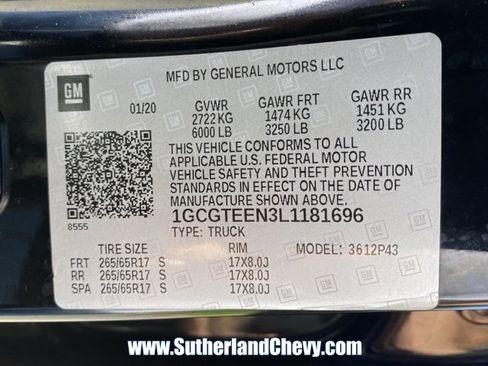 GM
MFD BY GENERAL MOTORS LLC
01/20 GVWR GAWR FRT GAWR RR
2722 KG 1474 KG 1451 KG
6000 LB 3250 LB 3200 LB
THIS VEHICLE CONFORMS TO ALL
APPLICABLE U.S. FEDERAL MOTOR
VEHICLE SAFETY AND THEFT PREVENTION
STANDARDS IN EFFECT ON THE DATE OF
MANUFACTURE SHOWN ABOVE.
8555
1GCGTEEN3L1181696
TYPE: TRUCK
TIRE SIZE RIM MODEL: 3612P43
FRT 265/65R17 S 17X8.0J
RR 265/65R17 S 17X8.0J
SPA 265/65R17 S 17X8.0J
www.SutherlandChevy.com